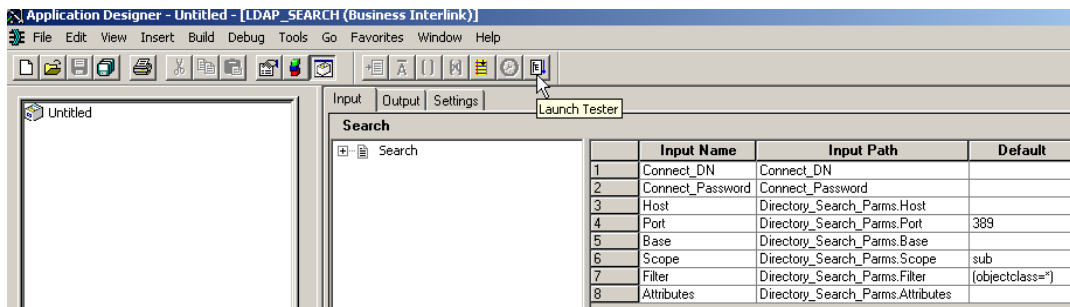 Application Designer - Untitled - [LDAP_SEARCH (Business Interlink)]
File Edit View Insert Build Debug Tools Go Favorites Window Help
Untitled
Input Output Settings
Launch Tester
Search
Search
Input Name Input Path Default
1 Connect_DN Connect_DN
2 Connect_Password Connect_Password
3 Host Directory_Search_Parms.Host
4 Port Directory_Search_Parms.Port 389
5 Base Directory_Search_Parms.Base
6 Scope Directory_Search_Parms.Scope sub
7 Filter Directory_Search_Parms.Filter (objectclass=*)
8 Attributes Directory_Search_Parms.Attributes